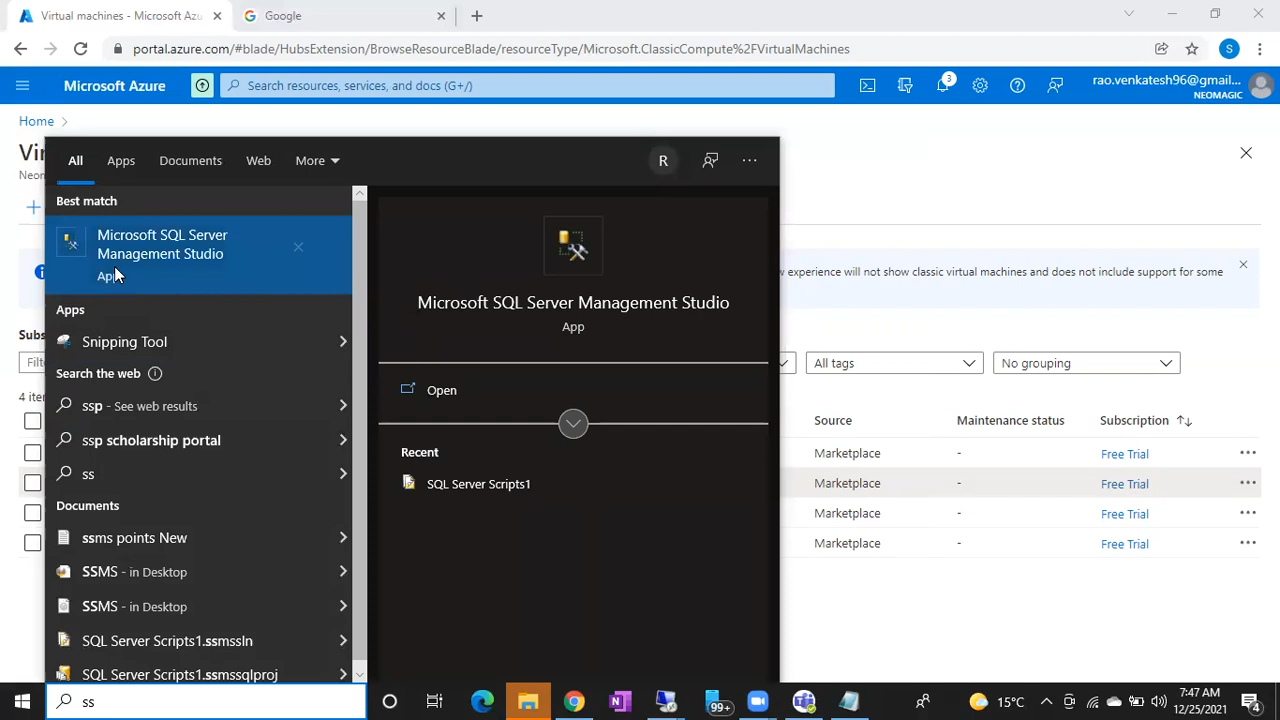 Virtual machines - Microsoft Azu
Google
portal.azure.com/#blade/HubsExtension/BrowseResourceBlade/resourceType/Microsoft.ClassicCompute%2FVirtualMachines
S
Microsoft Azure
Search resources, services, and docs (G+/)
3
rao.venkatesh96@gmail....
NEOMAGIC
Home
All
Apps
Documents
Web
More
R
Best match
Microsoft SQL Server
Management Studio
App
Microsoft SQL Server Management Studio
App
Open
Recent
SQL Server Scripts1
Apps
Snipping Tool
Search the web
ssp - See web results
ssp scholarship portal
ss
Documents
ssms points New
SSMS - in Desktop
SSMS - in Desktop
SQL Server Scripts1.ssmssln
SQL Server Scripts1.ssmssqlproj
w experience will not show classic virtual machines and does not include support for some
All tags
No grouping
Source
Maintenance status
Subscription
Marketplace
-
Free Trial
Marketplace
-
Free Trial
Marketplace
-
Free Trial
Marketplace
-
Free Trial
ss
99+
15°C
7:47 AM
12/25/2021
4